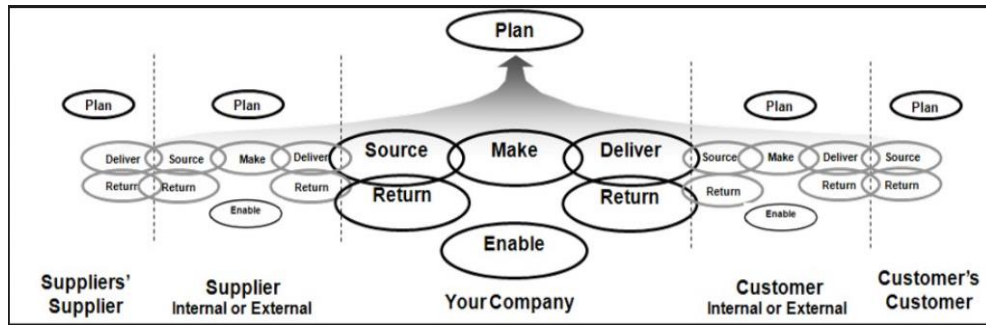 Plan
Plan
Plan
Plan
Plan
Deliver
Source
Make
Deliver
Source
Make
Deliver
Source
Make
Deliver
Source
Return
Return
Return
Return
Return
Return
Return
Return
Enable
Enable
Enable
Suppliers' Supplier
Supplier
Internal or External
Your Company
Customer
Internal or External
Customer's Customer